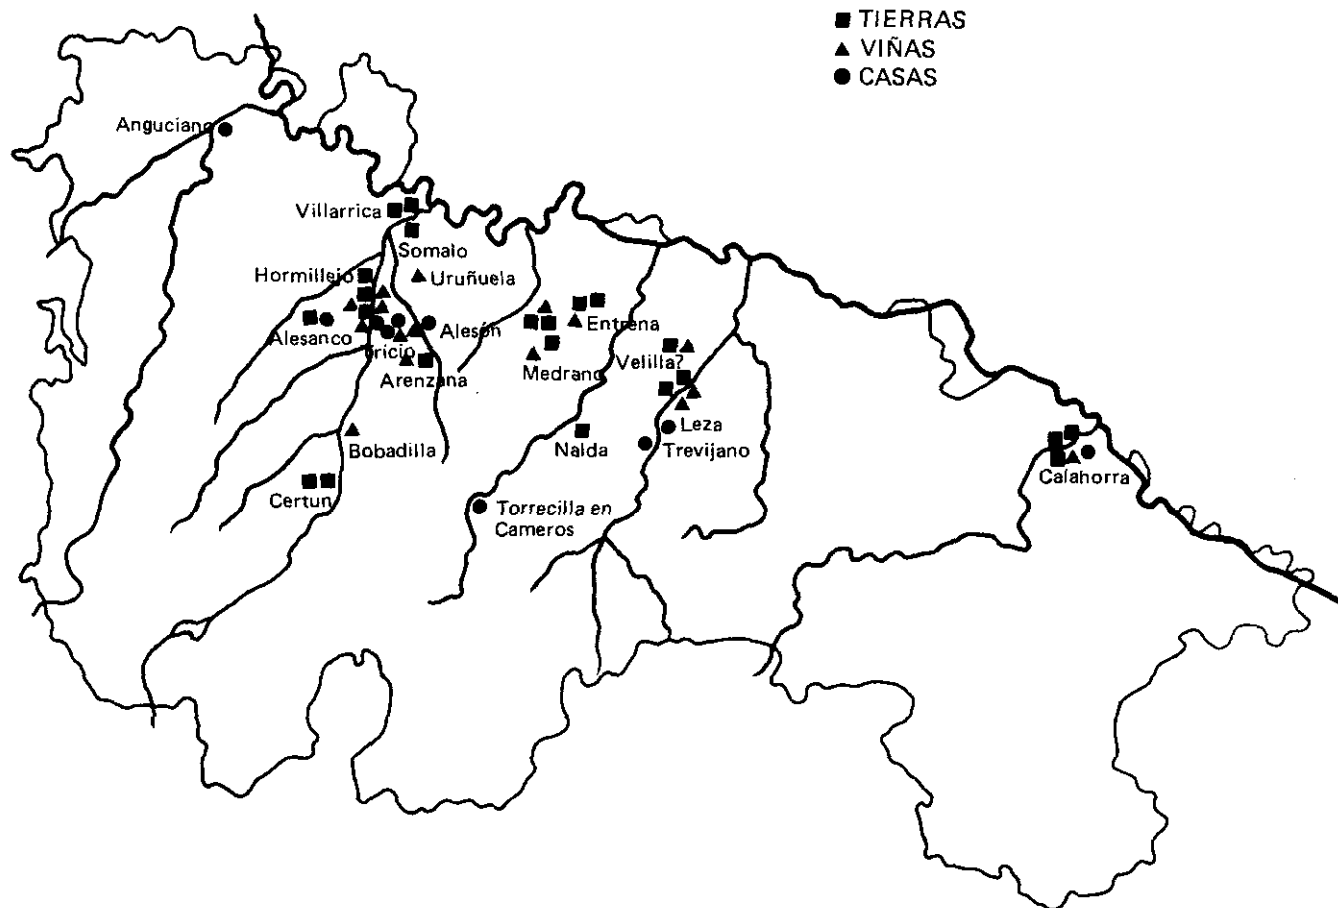 TIERRAS
VIÑAS
CASAS
Anguciano
Villarrica
Somalo
Hormillejo
Uruñuela
Alesanco
Tricio
Alesón
Arenzana
Entrena
Medrano
Velilla?
Leza
Nalda
Trevijano
Bobadilla
Certun
Torrecilla en
Cameros
Calahorra